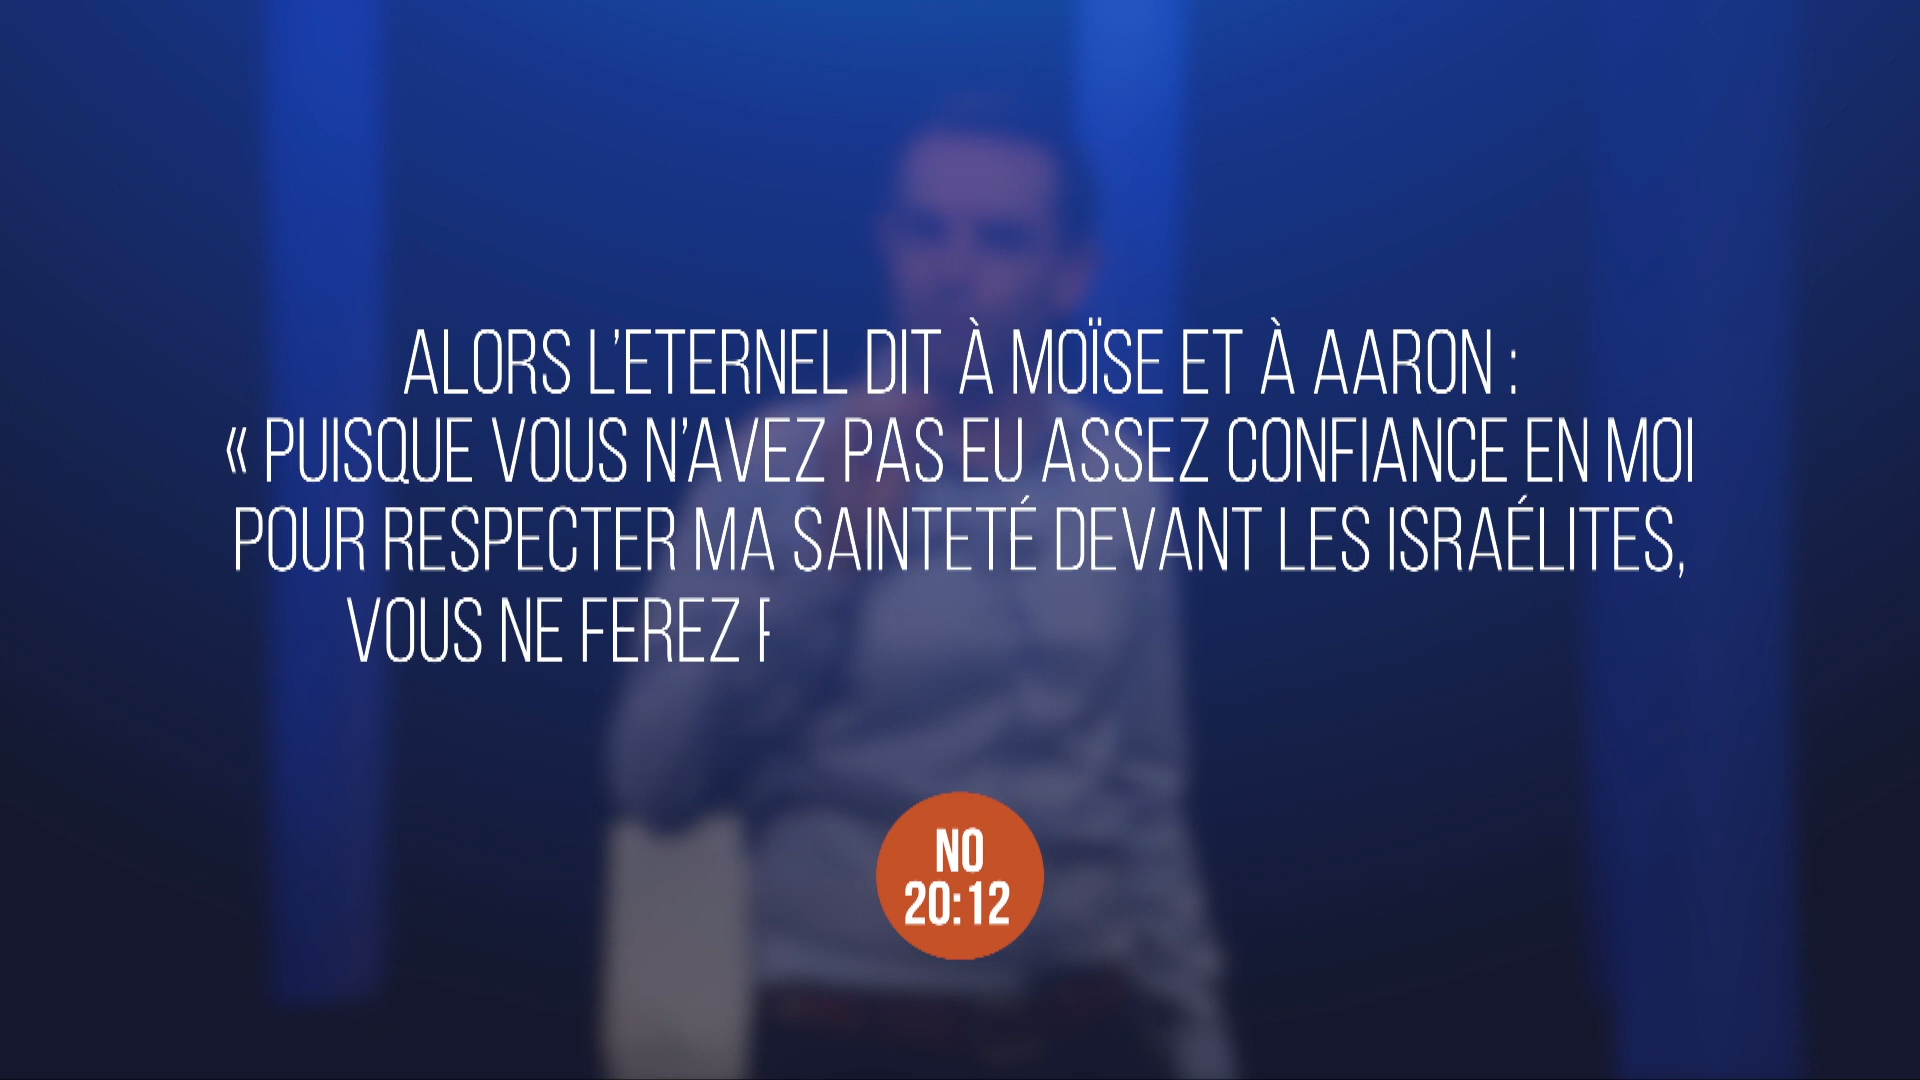 ALORS L'ETERNEL DIT À MOÏSE ET À AARON :
« PUISQUE VOUS N'AVEZ PAS EU ASSEZ CONFIANCE EN MOI
POUR RESPECTER MA SAINTETÉ DEVANT LES ISRAÉLITES,
VOUS NE FEREZ
NO
20:12